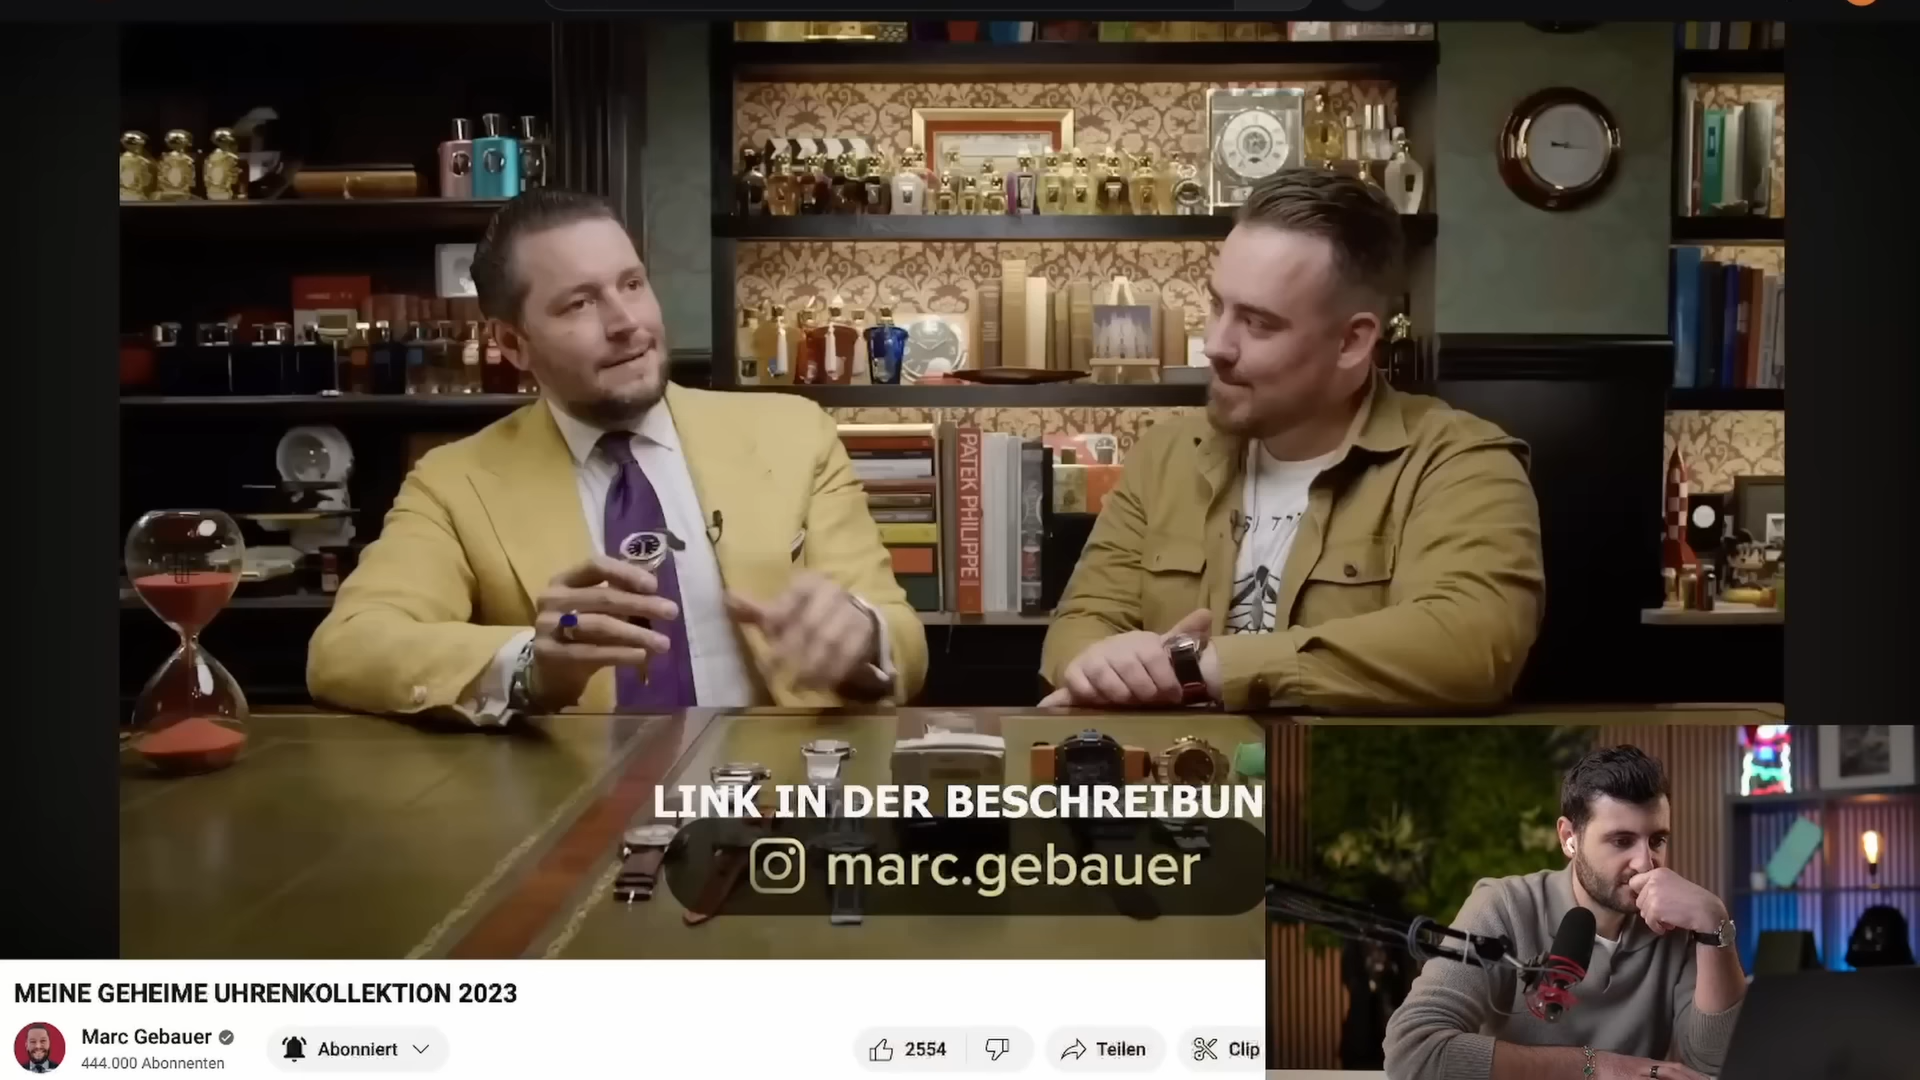 PATEK PHILIPPE
LINK IN DER BESCHREIBUN
marc.gebauer
MEINE GEHEIME UHRENKOLLEKTION 2023
Marc Gebauer
444.000 Abonnenten
Abonniert
2554
Teilen
Clip